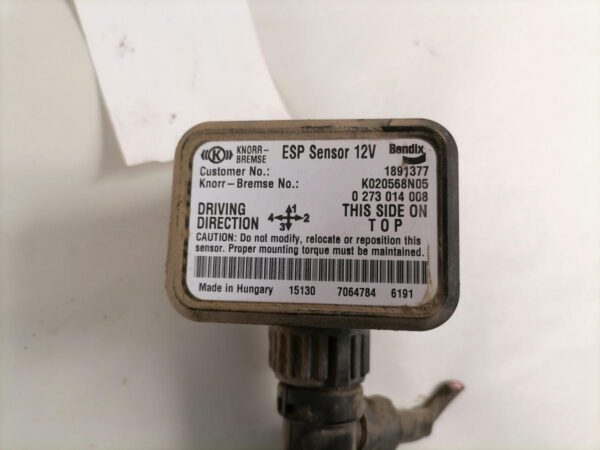 K KNORR-BREMSE ESP Sensor 12V Bendix
Customer No.: 1891377
Knorr-Bremse No.: K020568N05
0 273 014 008
DRIVING DIRECTION 1 4 2 3 THIS SIDE ON TOP
CAUTION: Do not modify, relocate or reposition this
sensor. Proper mounting torque must be maintained.
Made in Hungary 15130 7064784 6191